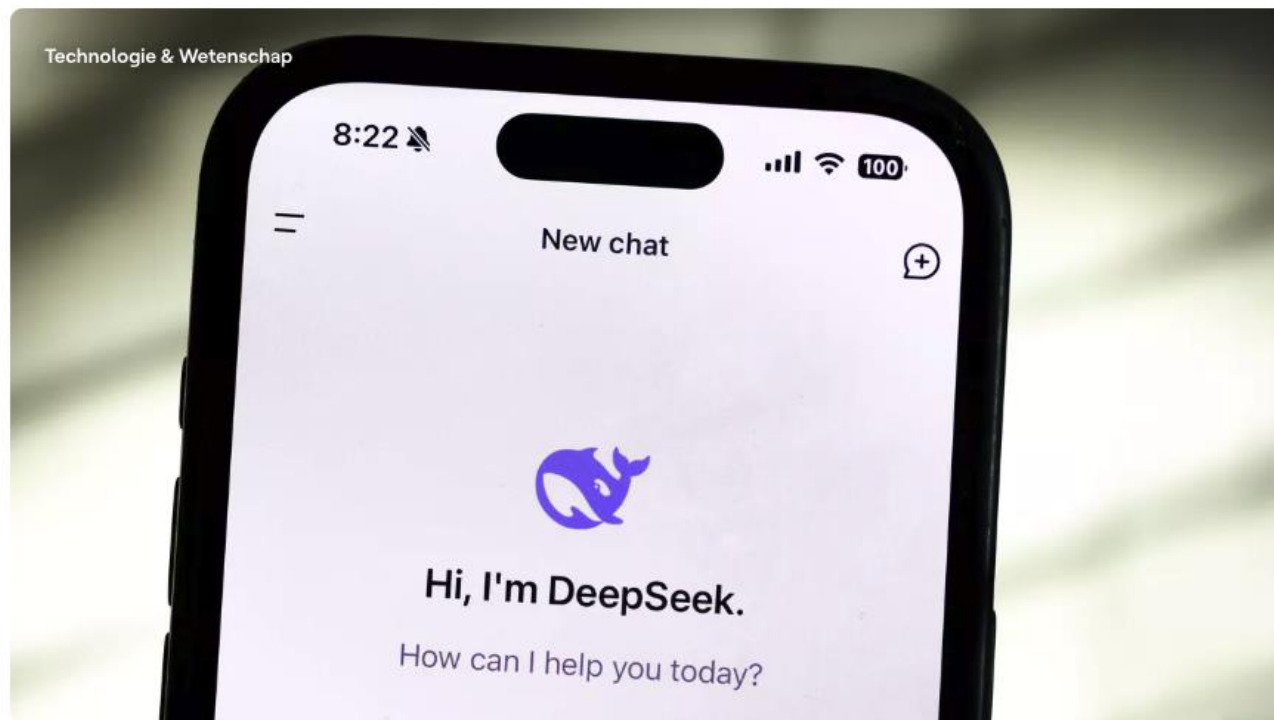 Technologie & Wetenschap
8:22
100
New chat
Hi, I'm DeepSeek.
How can I help you today?